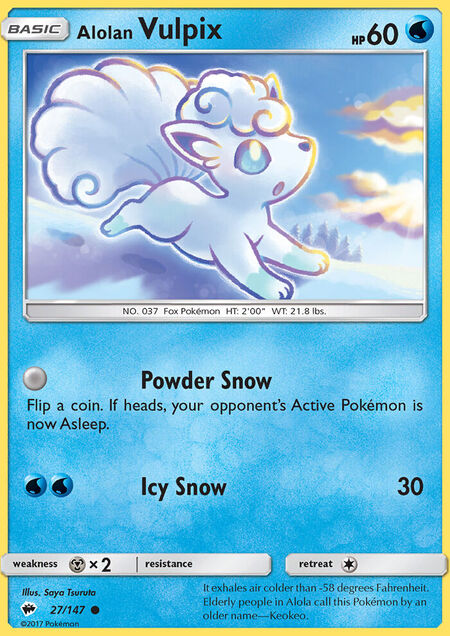 BASIC Alolan Vulpix HP60
NO. 037 Fox Pokémon HT: 2'00" WT: 21.8 lbs.
Powder Snow
Flip a coin. If heads, your opponent's Active Pokémon is
now Asleep.
Icy Snow 30
weakness ×2 resistance retreat
Illus. Saya Tsuruta
27/147
©2017 Pokémon
It exhales air colder than -58 degrees Fahrenheit.
Elderly people in Alola call this Pokémon by an
older name—Keokeo.